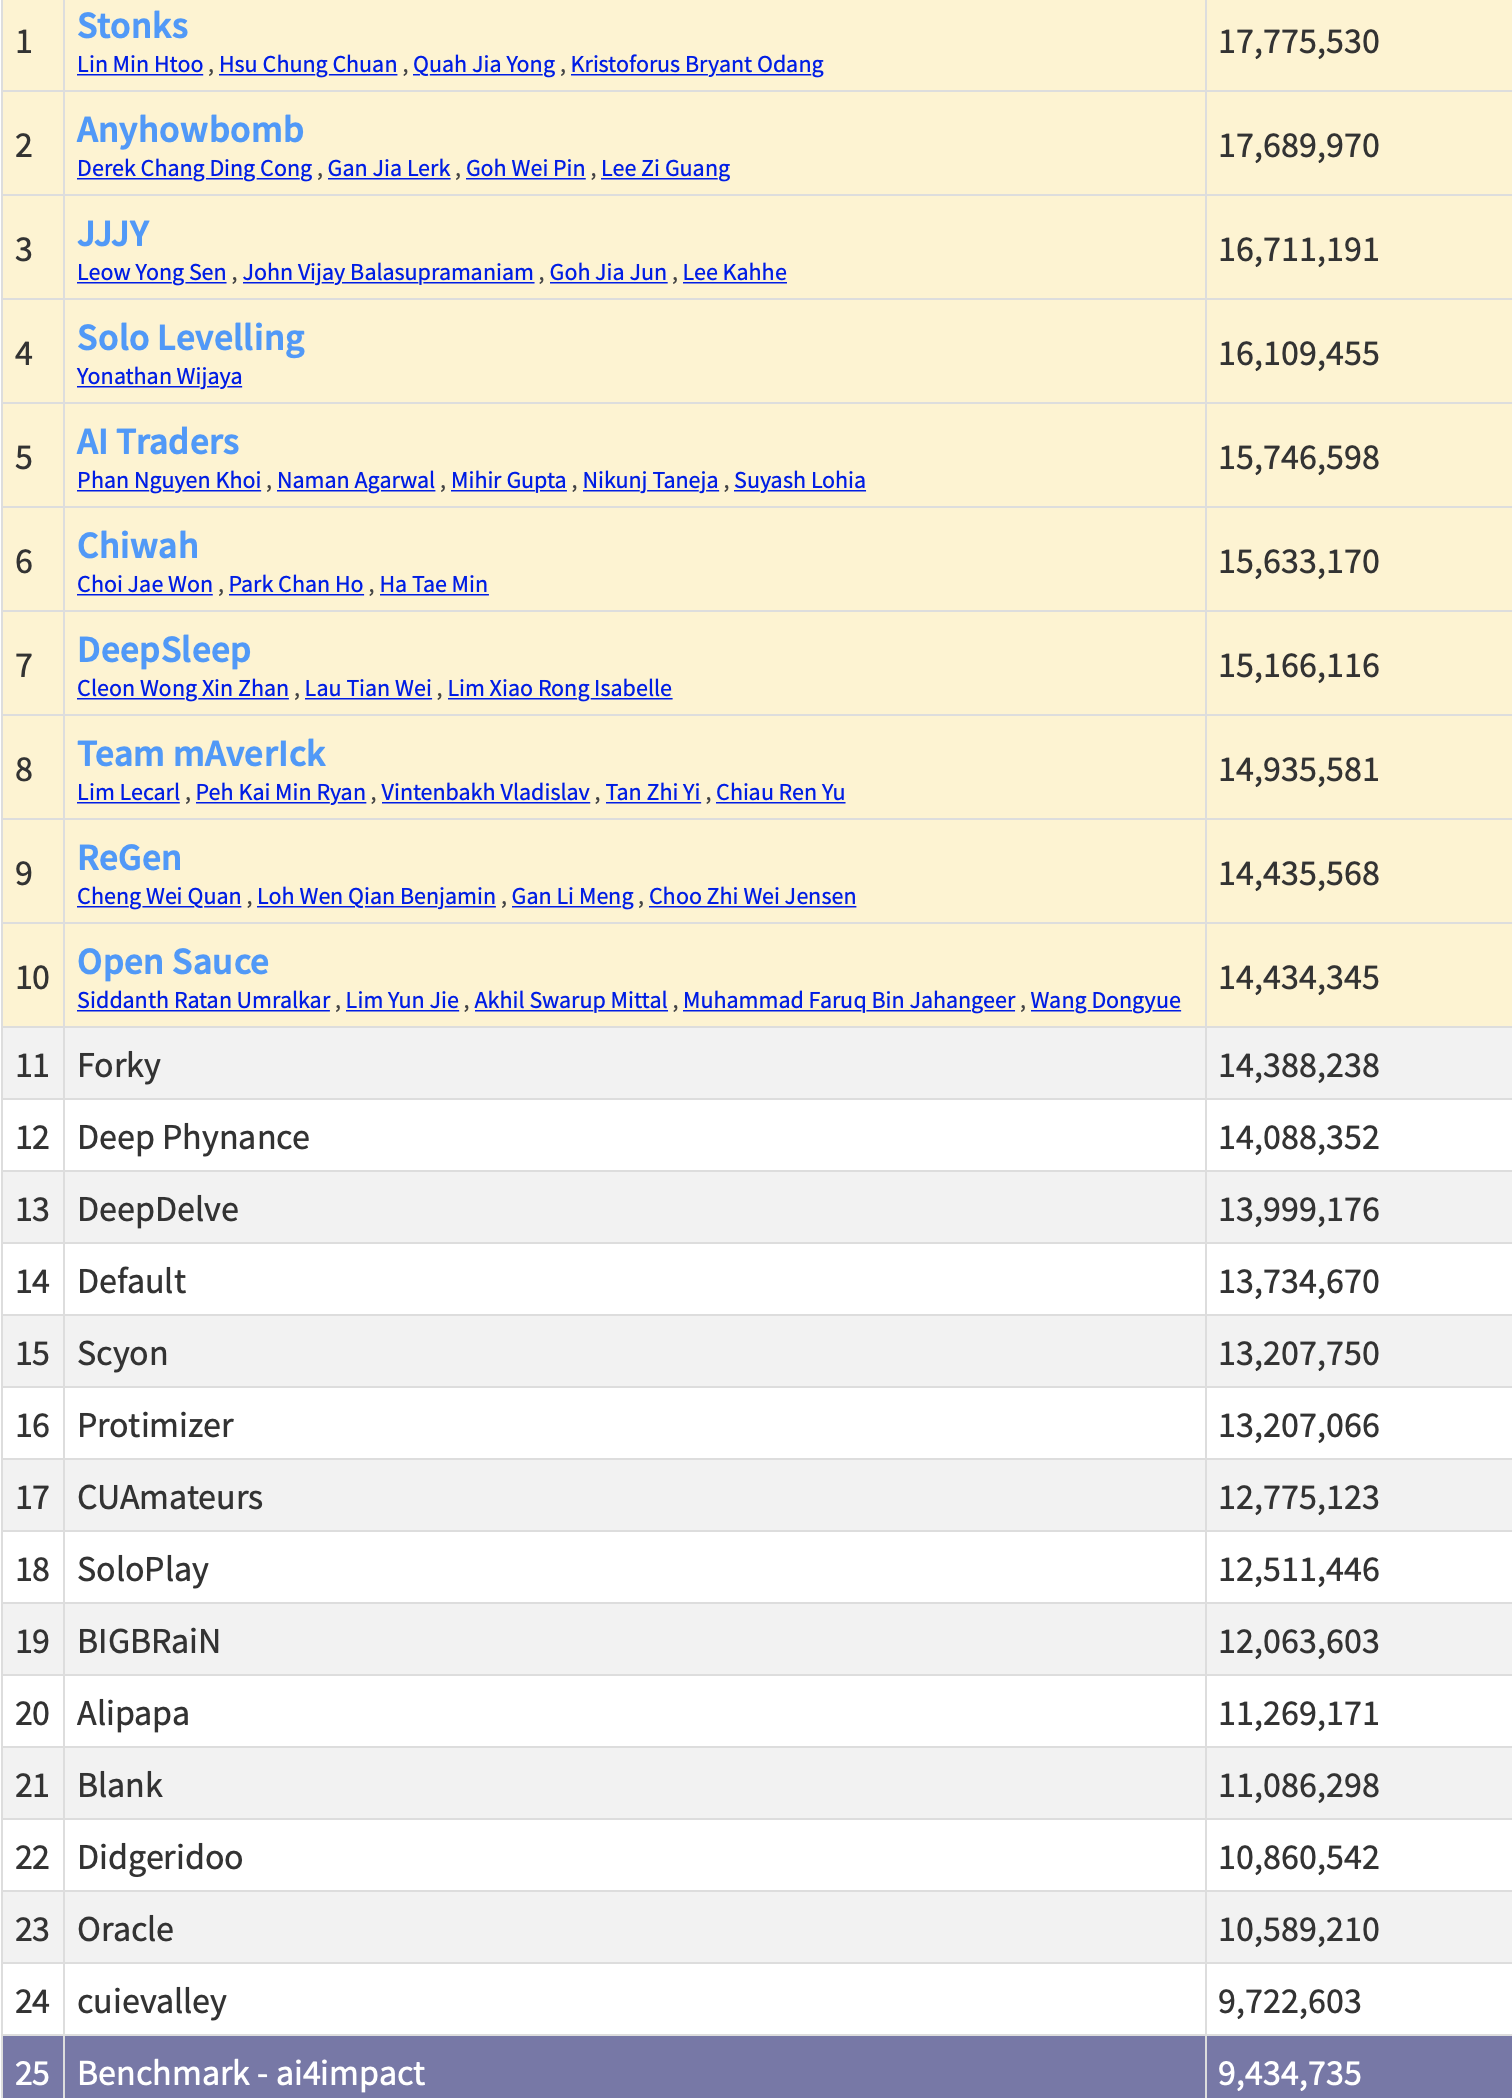 1
Stonks
Lin Min Htoo , Hsu Chung Chuan , Quah Jia Yong , Kristoforus Bryant Odang
17,775,530
2
Anyhowbomb
Derek Chang Ding Cong , Gan Jia Lerk , Goh Wei Pin , Lee Zi Guang
17,689,970
3
JJJY
Leow Yong Sen , John Vijay Balasupramaniam , Goh Jia Jun , Lee Kahhe
16,711,191
4
Solo Levelling
Yonathan Wijaya
16,109,455
5
AI Traders
Phan Nguyen Khoi , Naman Agarwal , Mihir Gupta , Nikunj Taneja , Suyash Lohia
15,746,598
6
Chiwah
Choi Jae Won , Park Chan Ho , Ha Tae Min
15,633,170
7
DeepSleep
Cleon Wong Xin Zhan , Lau Tian Wei , Lim Xiao Rong Isabelle
15,166,116
8
Team mAverIck
Lim Lecarl , Peh Kai Min Ryan , Vintenbakh Vladislav , Tan Zhi Yi , Chiau Ren Yu
14,935,581
9
ReGen
Cheng Wei Quan , Loh Wen Qian Benjamin , Gan Li Meng , Choo Zhi Wei Jensen
14,435,568
10
Open Sauce
Siddanth Ratan Umralkar , Lim Yun Jie , Akhil Swarup Mittal , Muhammad Faruq Bin Jahangeer , Wang Dongyue
14,434,345
11 Forky 14,388,238
12 Deep Phynance 14,088,352
13 DeepDelve 13,999,176
14 Default 13,734,670
15 Scyon 13,207,750
16 Protimizer 13,207,066
17 CUAmateurs 12,775,123
18 SoloPlay 12,511,446
19 BIGBRaiN 12,063,603
20 Alipapa 11,269,171
21 Blank 11,086,298
22 Didgeridoo 10,860,542
23 Oracle 10,589,210
24 cuievalley 9,722,603
25 Benchmark - ai4impact 9,434,735